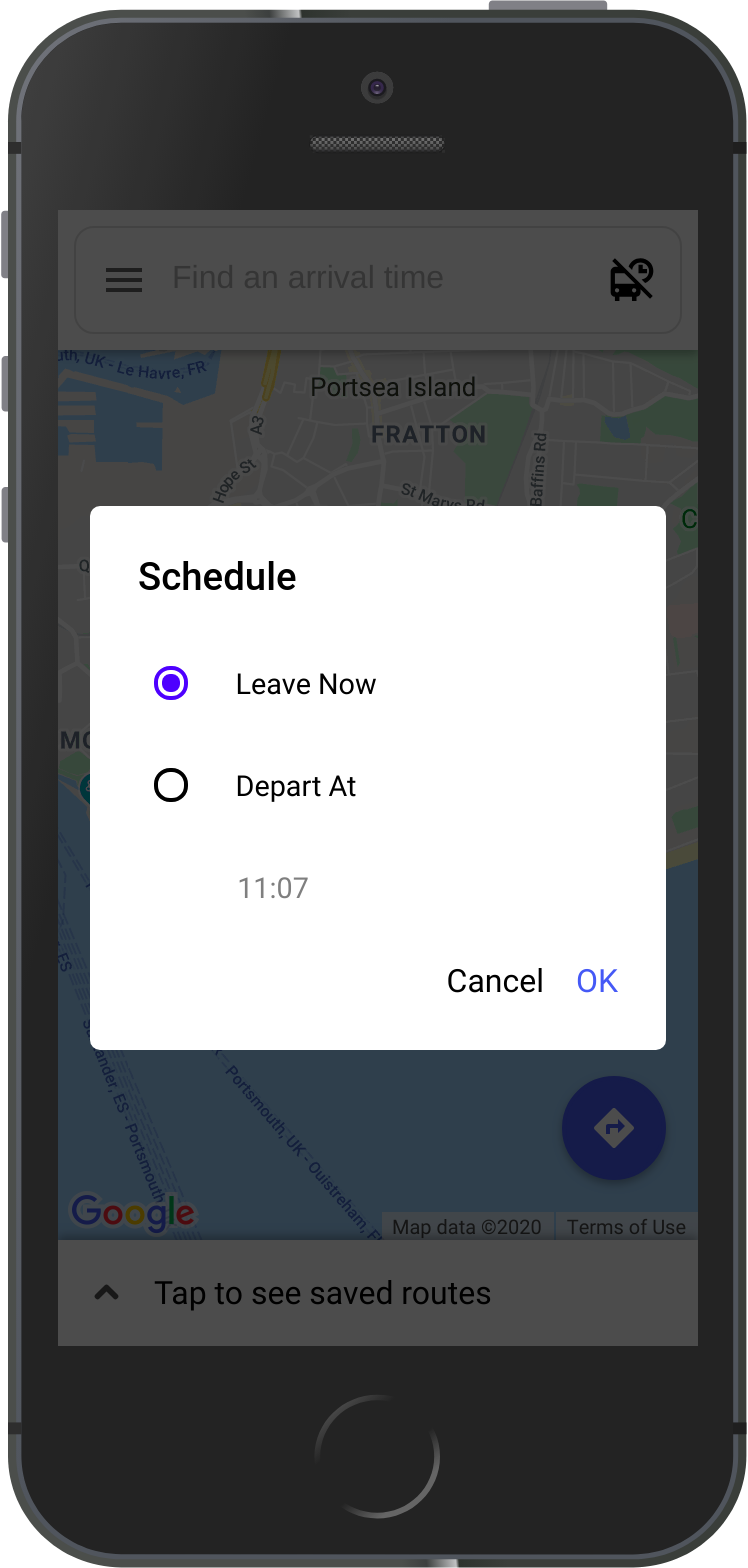 Find an arrival time
uth, UK - Le Havre, FR
Portsea Island
A3
FRATTON
Hope St
St Marys Rd
Baffins Rd
C
Q
Schedule
Leave Now
MO
Depart At
11:07
Cancel OK
ES
ander, ES - Portsmouth
- Portsmouth, UK - Ouistreham, F
Google
Map data ©2020
Terms of Use
Tap to see saved routes